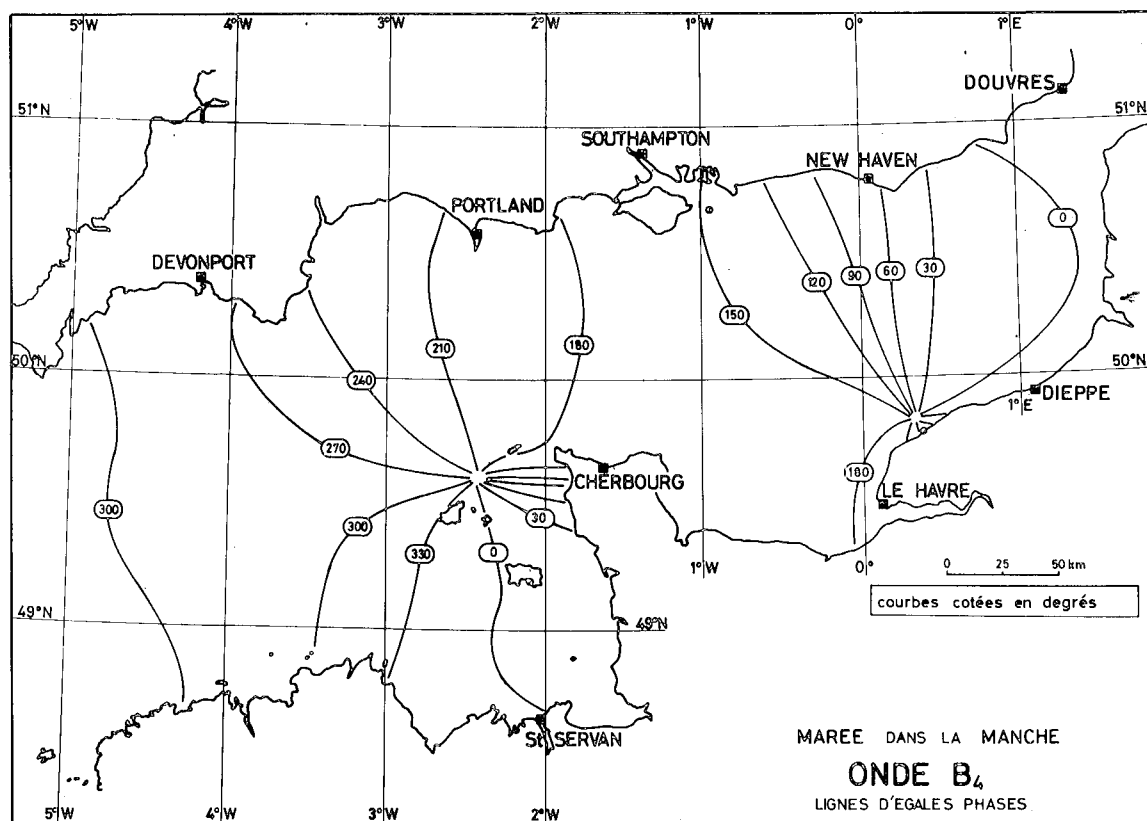 5°W 4°W 3°W 2°W 1°W 0° 1°E
DOUVRES
51°N 51°N
SOUTHAMPTON
NEW HAVEN
PORTLAND
0
DEVONPORT
120 90 60 30
150
210 180
50°N 50°N
240
DIEPPE
1°E
270
180
CHERBOURG
LE HAVRE
300
30
300
330 0
1°W 0° 0 25 50 km
courbes cotées en degrés
49°N 49°N
St SERVAN
MAREE DANS LA MANCHE
ONDE B4
LIGNES D'EGALES PHASES
5°W 4°W 3°W 2°W